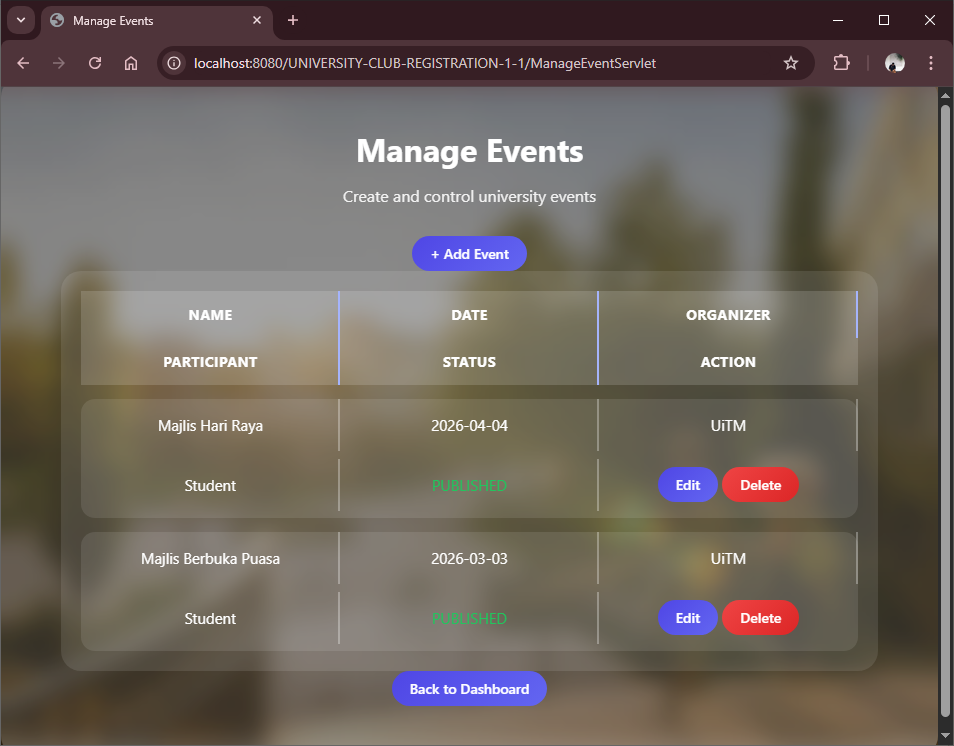 Manage Events
localhost:8080/UNIVERSITY-CLUB-REGISTRATION-1-1/ManageEventServlet
Manage Events
Create and control university events
+ Add Event
NAME DATE ORGANIZER
PARTICIPANT STATUS ACTION
Majlis Hari Raya 2026-04-04 UiTM
Student PUBLISHED Edit Delete
Majlis Berbuka Puasa 2026-03-03 UiTM
Student PUBLISHED Edit Delete
Back to Dashboard